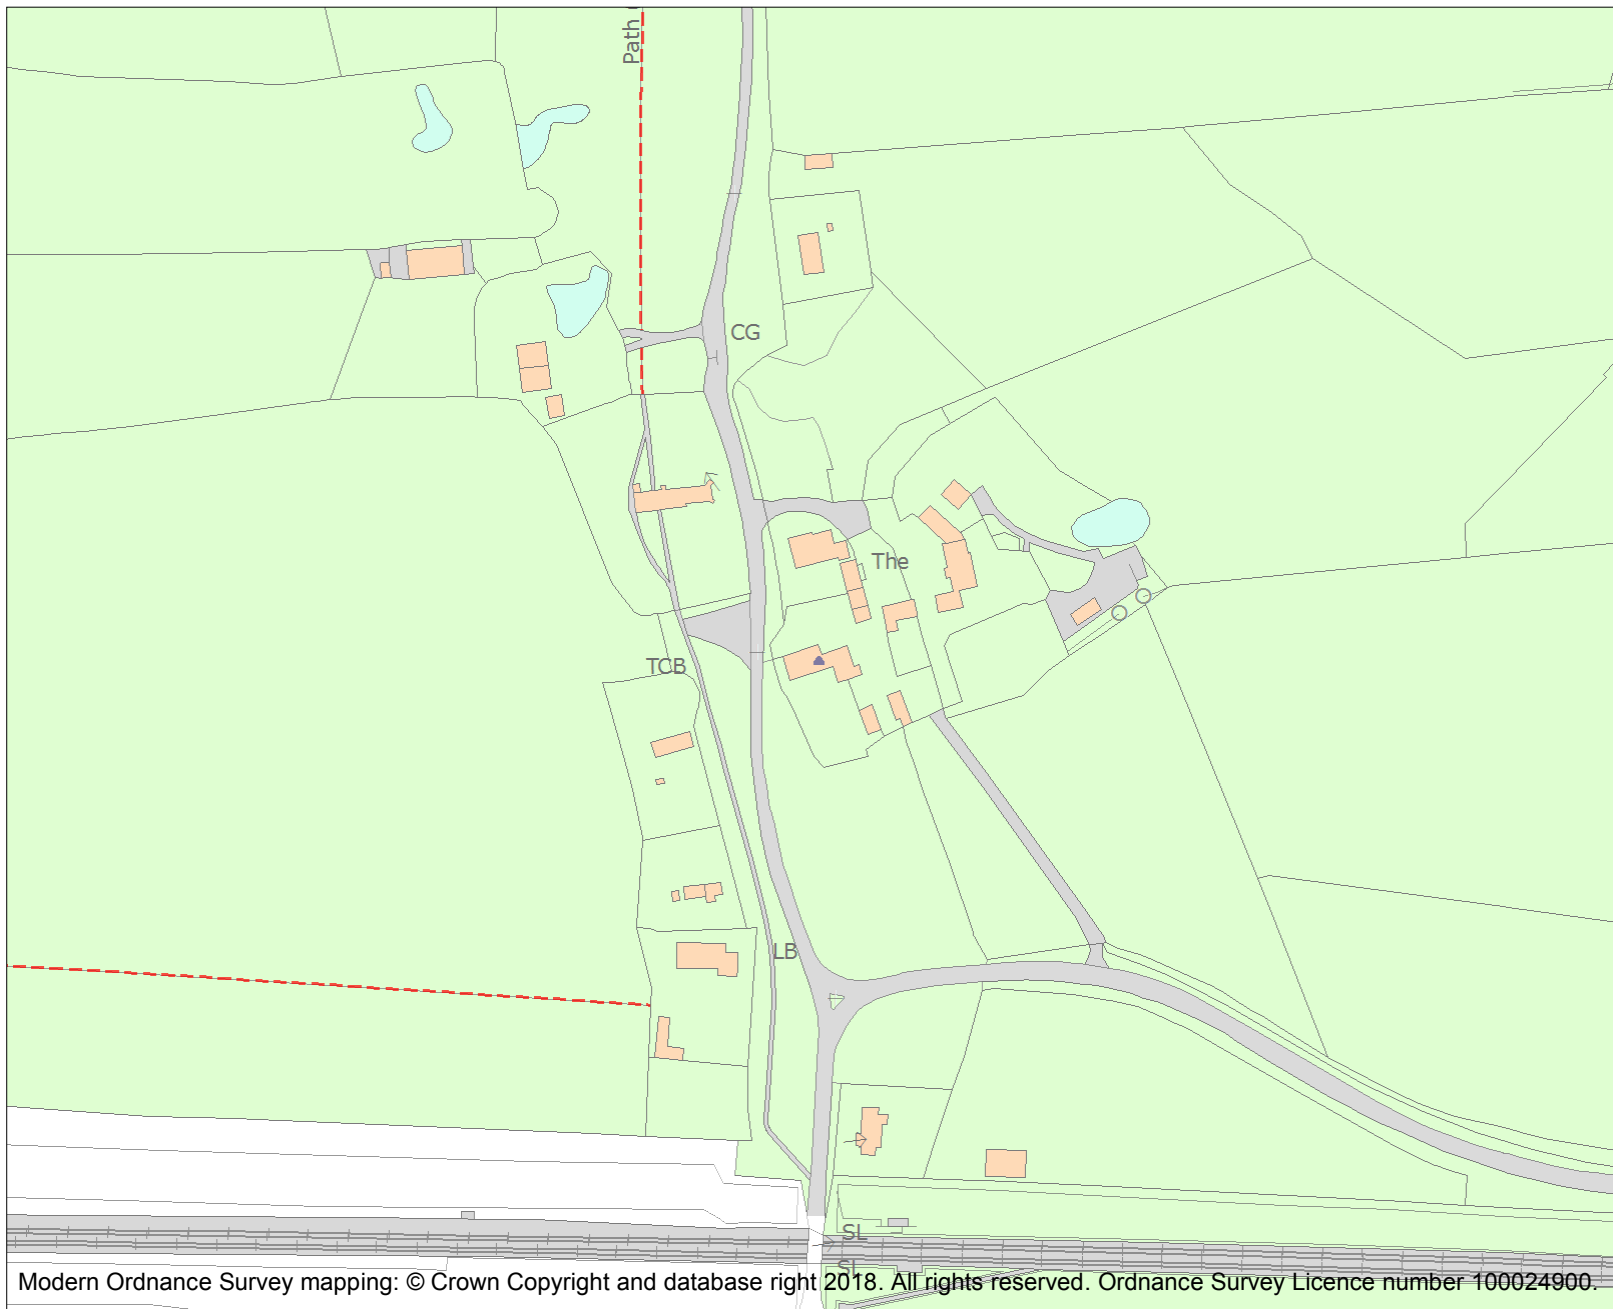 Path
CG
The
TCB
LB
SL
SL
Modern Ordnance Survey mapping: © Crown Copyright and database right 2018. All rights reserved. Ordnance Survey Licence number 100024900.